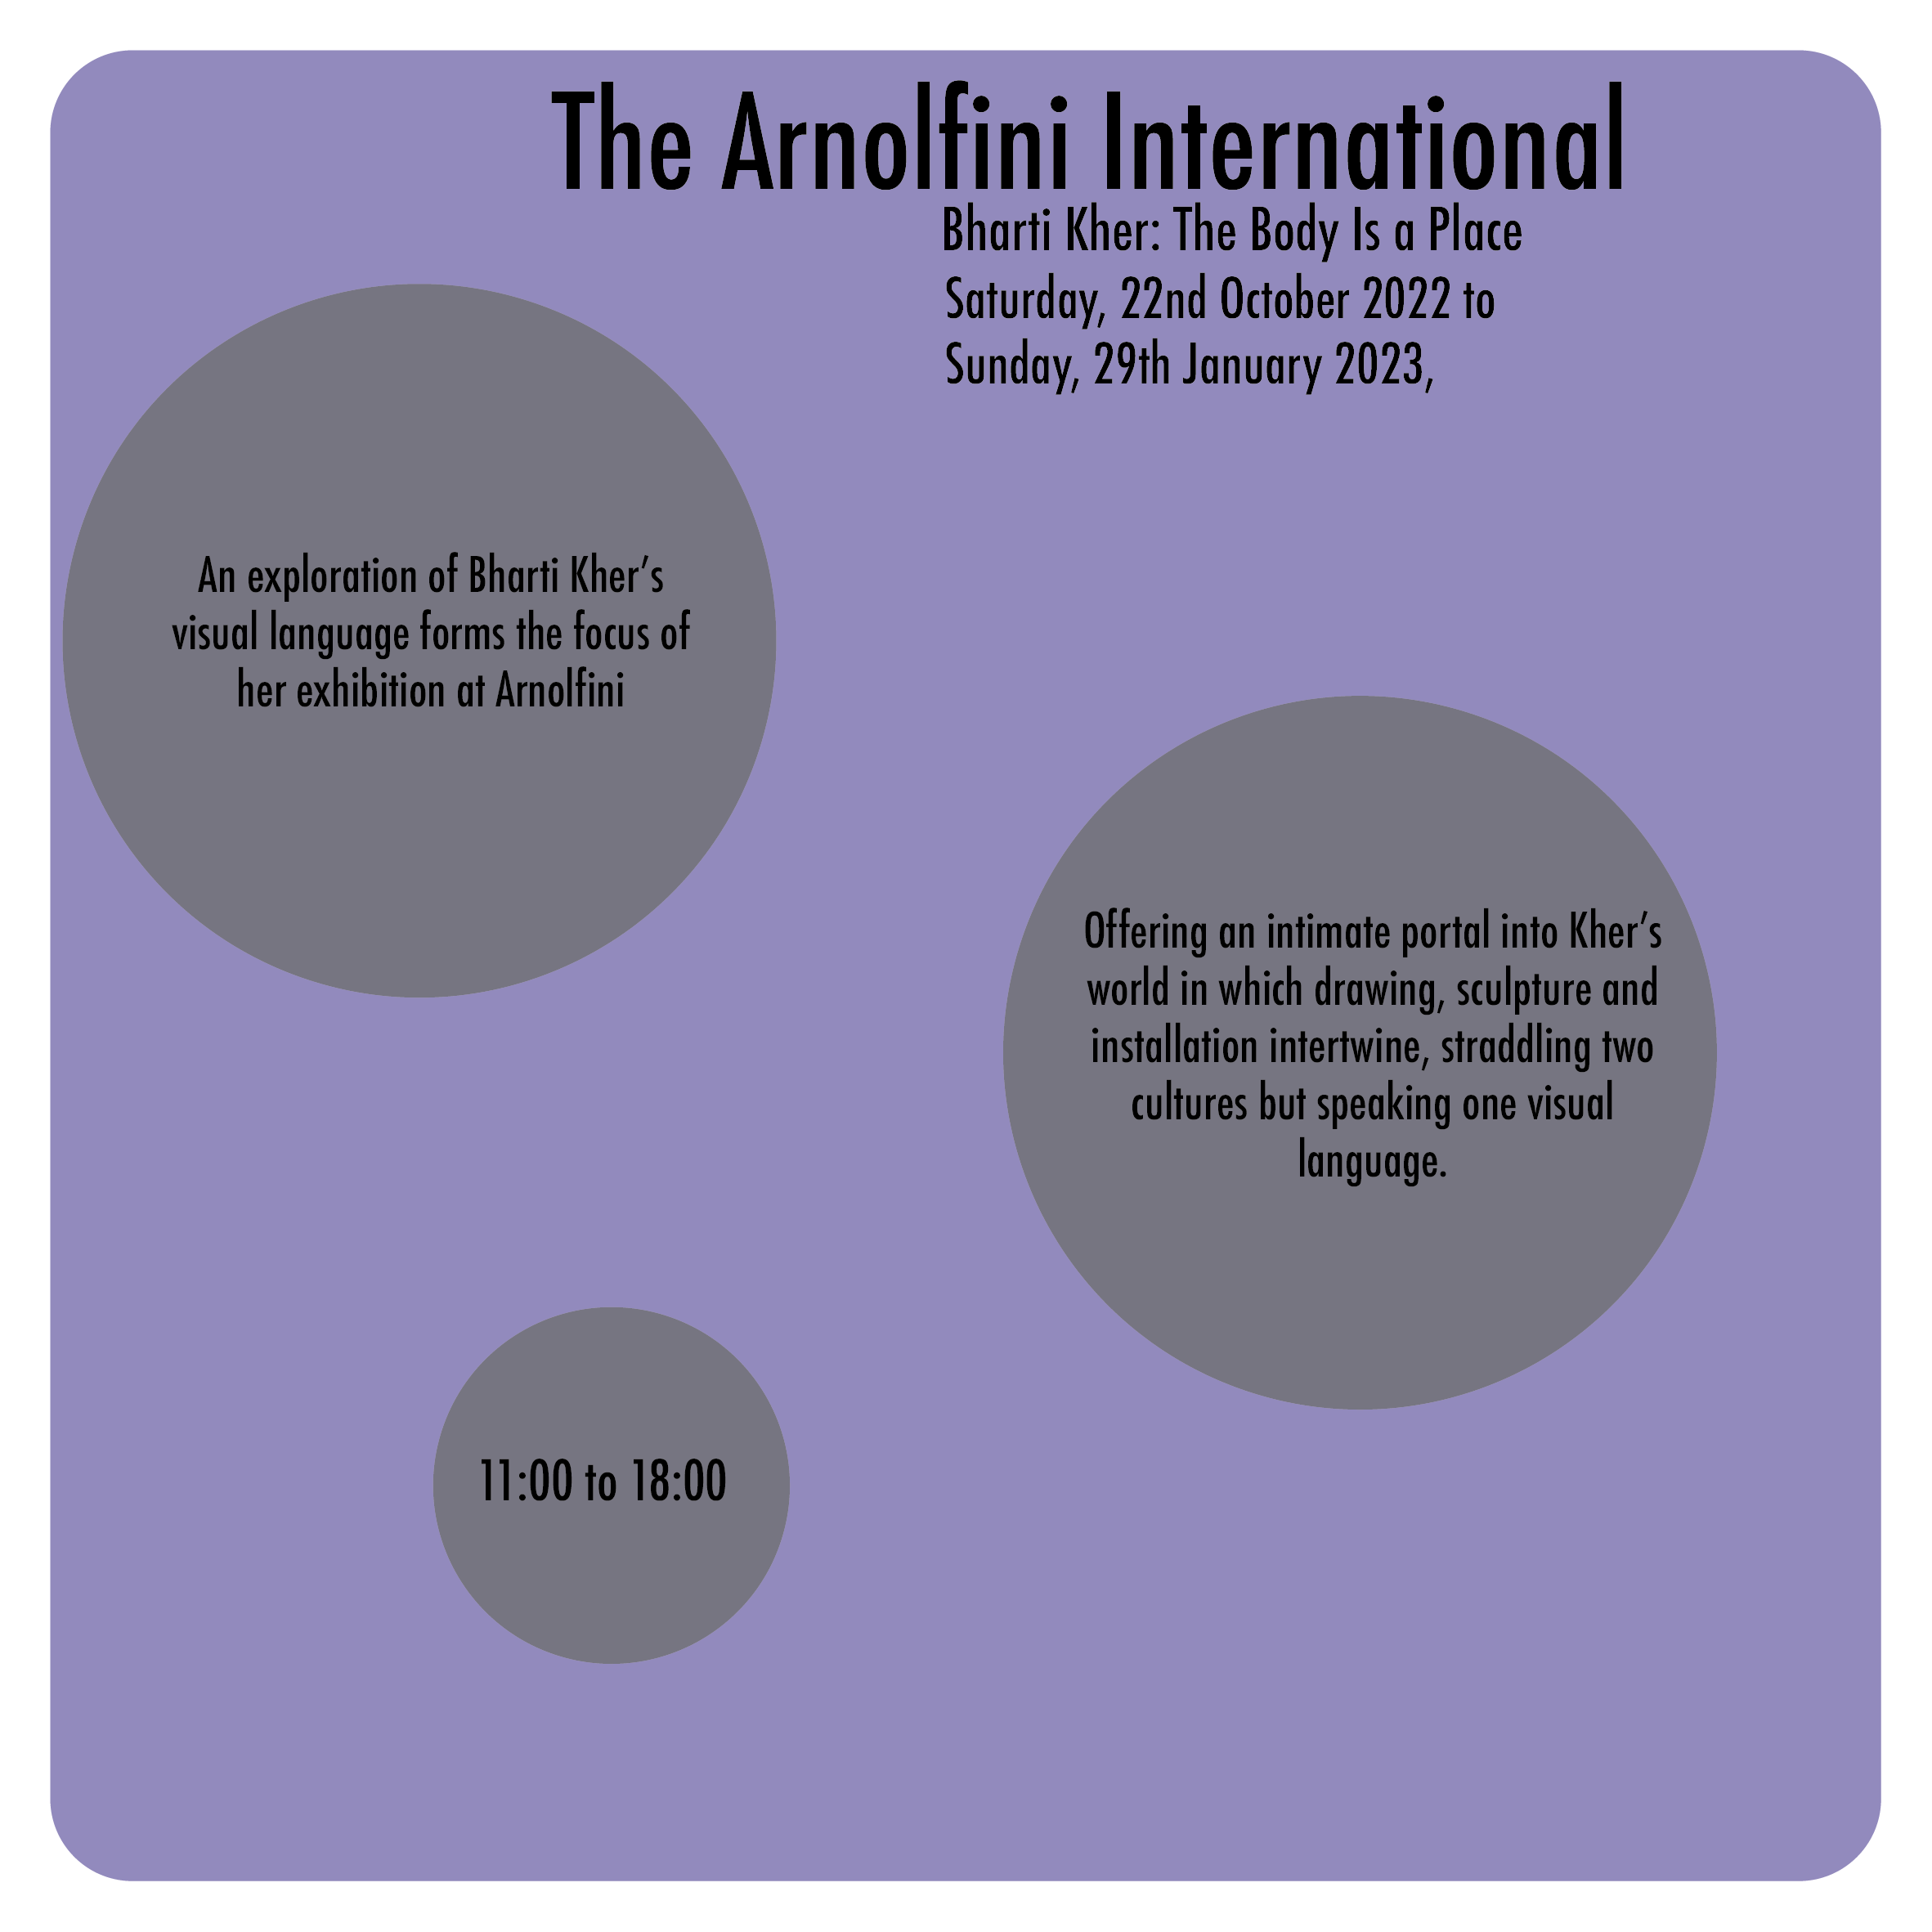 The Arnolfini International
Bharti Kher: The Body Is a Place
Saturday, 22nd October 2022 to
Sunday, 29th January 2023,
An exploration of Bharti Kher’s
visual language forms the focus of
her exhibition at Arnolfini
Offering an intimate portal into Kher’s
world in which drawing, sculpture and
installation intertwine, straddling two
cultures but speaking one visual
language.
11:00 to 18:00